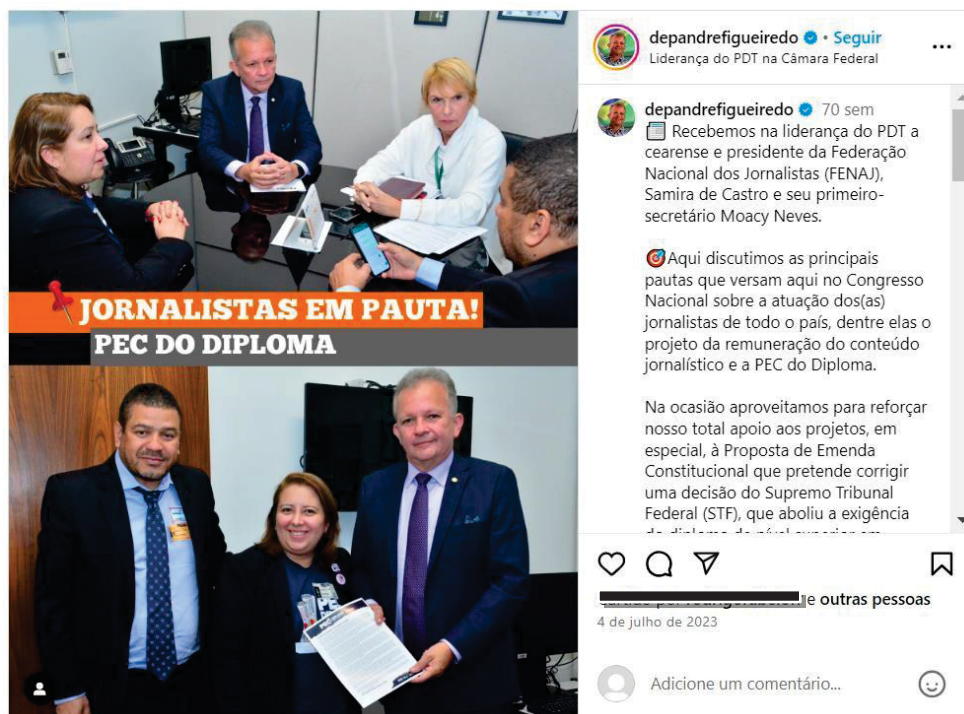 JORNALISTAS EM PAUTA!
PEC DO DIPLOMA
depandrefigueiredo • Seguir
Liderança do PDT na Câmara Federal
depandrefigueiredo 70 sem
Recebemos na liderança do PDT a
cearense e presidente da Federação
Nacional dos Jornalistas (FENAJ),
Samira de Castro e seu primeiro-
secretário Moacy Neves.
Aqui discutimos as principais
pautas que versam aqui no Congresso
Nacional sobre a atuação dos(as)
jornalistas de todo o país, dentre elas o
projeto da remuneração do conteúdo
jornalístico e a PEC do Diploma.
Na ocasião aproveitamos para reforçar
nosso total apoio aos projetos, em
especial, à Proposta de Emenda
Constitucional que pretende corrigir
uma decisão do Supremo Tribunal
Federal (STF), que aboliu a exigência
e outras pessoas
4 de julho de 2023
Adicione um comentário...